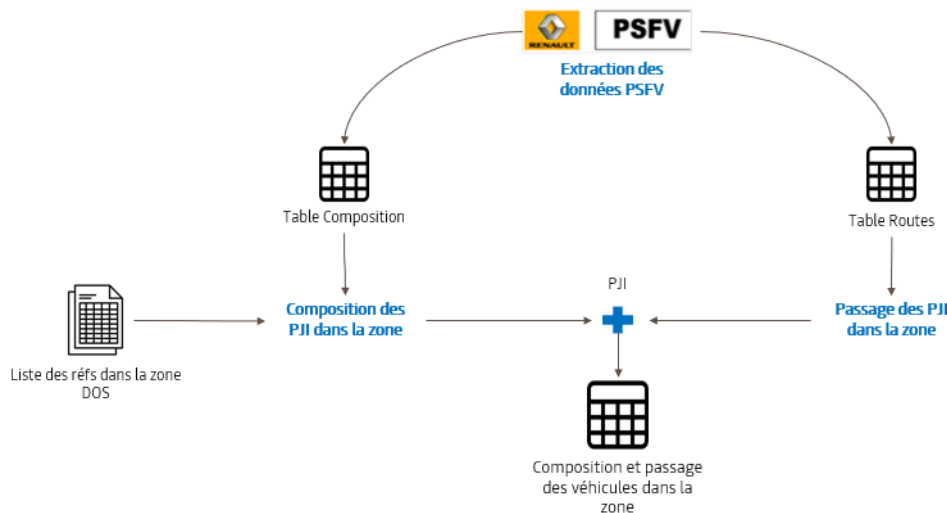 RENAULT
PSFV
Extraction des
données PSFV
Table Composition
Table Routes
PJI
Composition des
PJI dans la zone
Passage des PJI
dans la zone
Liste des réfs dans la zone
DOS
Composition et passage
des véhicules dans la
zone